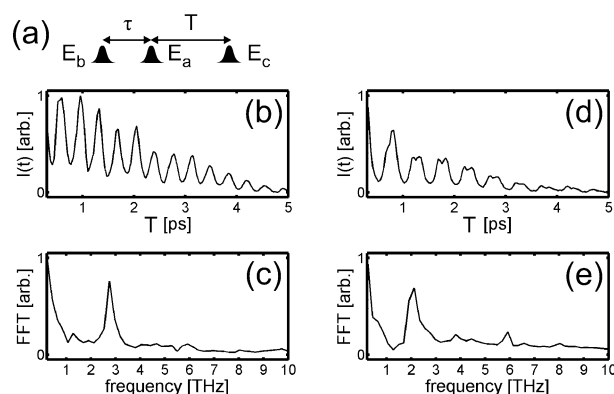 (a)
τ
T
E_b
E_a
E_c
(b)
I(t) [arb.]
1
0
1 2 3 4 5
T [ps]
(d)
I(t) [arb.]
1
0
1 2 3 4 5
T [ps]
(c)
FFT [arb.]
1
0
1 2 3 4 5 6 7 8 9 10
frequency [THz]
(e)
FFT [arb.]
1
0
1 2 3 4 5 6 7 8 9 10
frequency [THz]